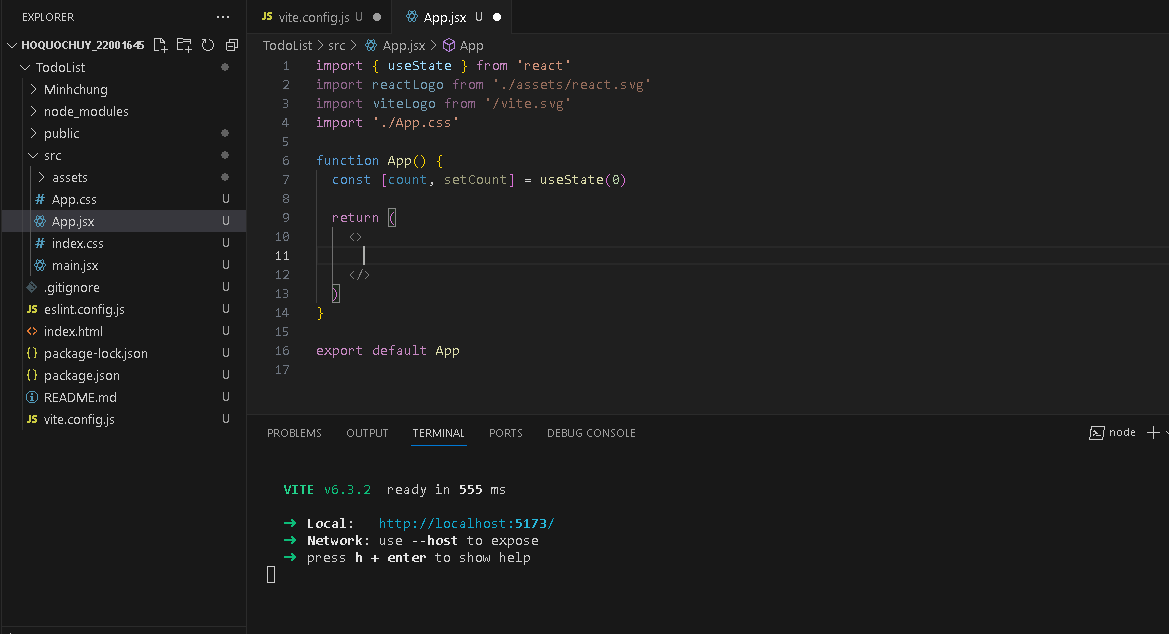 EXPLORER ...
HOQUOCHUY_22001645
TodoList
Minhchung
node_modules
public
src
assets
# App.css U
App.jsx U
# index.css U
main.jsx U
.gitignore U
JS eslint.config.js U
<> index.html U
{} package-lock.json U
{} package.json U
README.md U
JS vite.config.js U
JS vite.config.js U
App.jsx U
TodoList > src > App.jsx > App
1 import { useState } from 'react'
2 import reactLogo from './assets/react.svg'
3 import viteLogo from '/vite.svg'
4 import './App.css'
5
6 function App() {
7 const [count, setCount] = useState(0)
8
9 return (
10 <>
11
12 </>
13 )
14 }
15
16 export default App
17
PROBLEMS OUTPUT TERMINAL PORTS DEBUG CONSOLE
node
VITE v6.3.2 ready in 555 ms
➜ Local: http://localhost:5173/
➜ Network: use --host to expose
➜ press h + enter to show help